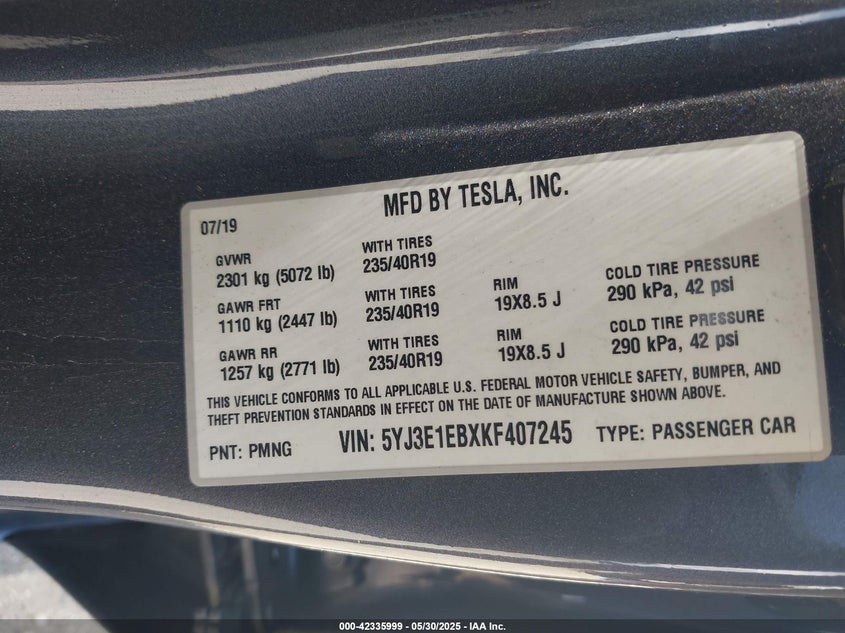 MFD BY TESLA, INC.
07/19
GVWR
2301 kg (5072 lb)
WITH TIRES
235/40R19
GAWR FRT
1110 kg (2447 lb)
WITH TIRES
235/40R19
RIM
19X8.5 J
COLD TIRE PRESSURE
290 kPa, 42 psi
GAWR RR
1257 kg (2771 lb)
WITH TIRES
235/40R19
RIM
19X8.5 J
COLD TIRE PRESSURE
290 kPa, 42 psi
THIS VEHICLE CONFORMS TO ALL APPLICABLE U.S. FEDERAL MOTOR VEHICLE SAFETY, BUMPER, AND
THEFT PREVENTION STANDARDS IN EFFECT ON THE DATE OF MANUFACTURE SHOWN ABOVE.
PNT: PMNG
VIN: 5YJ3E1EBXKF407245
TYPE: PASSENGER CAR
000-42335999 — 05/30/2025 — IAA Inc.